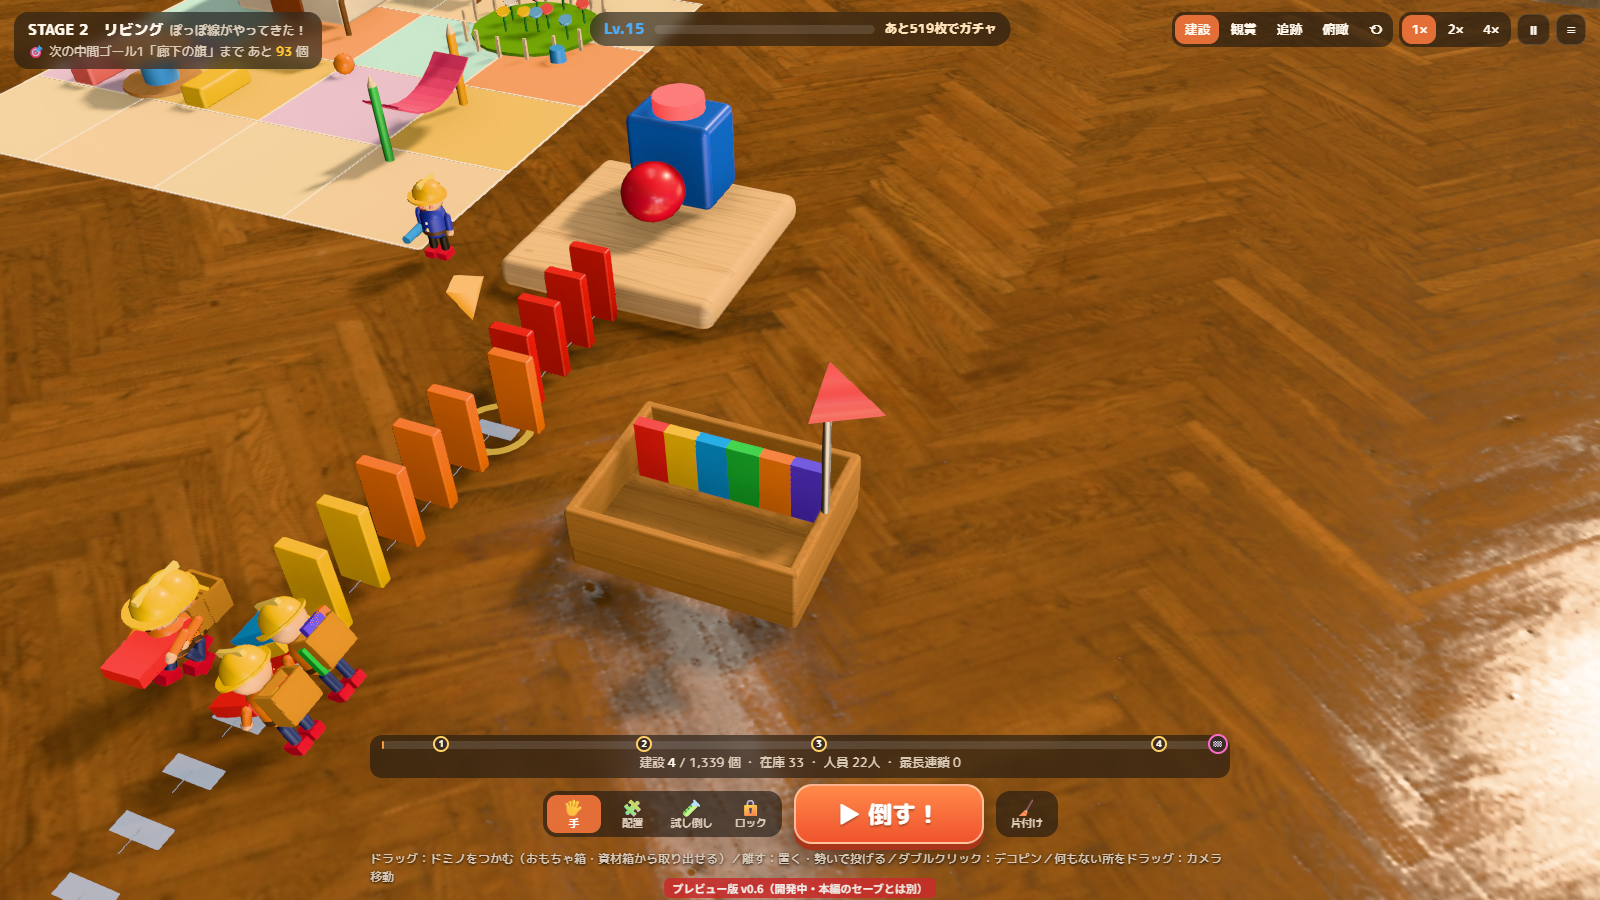 STAGE 2 リビング ぽっぽ線がやってきた！
🎯 次の中間ゴール1「廊下の旗」まで あと 93 個
Lv.15 あと519枚でガチャ
建設 観賞 追跡 俯瞰 ⟲ 1× 2× 4× ⏸ ≡
1 2 3 4
建設 4 / 1,339 個 ・ 在庫 33 ・ 人員 22人 ・ 最長連鎖 0
手 配置 試し倒し ロック ▶ 倒す！ 片付け
ドラッグ：ドミノをつかむ（おもちゃ箱・資材箱から取り出せる）／離す：置く・勢いで投げる／ダブルクリック：デコピン／何もない所をドラッグ：カメラ
移動
プレビュー版 v0.6（開発中・本編のセーブとは別）